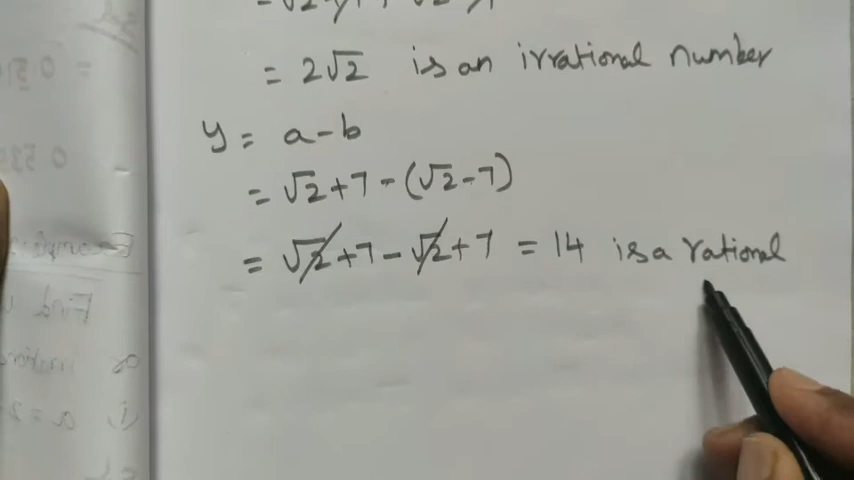 = 2√2 is an irrational number
y = a-b
= √2+7-(√2-7)
= √2+7-√2+7 = 14 is a rational